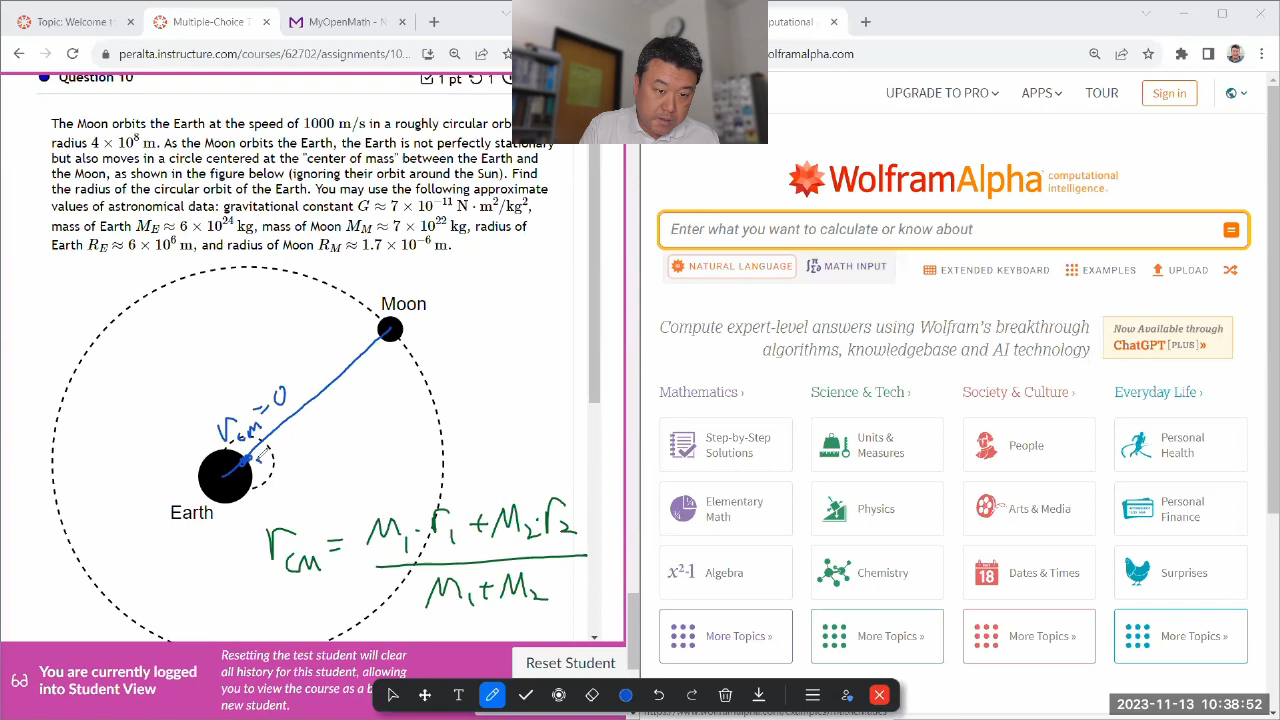 Topic: Welcome t
Multiple-Choice T
MyOpenMath - N
mputational
peralta.instructure.com/courses/62702/assignments/10...
olframalpha.com
Question 10
1 pt
1
UPGRADE TO PRO
APPS
TOUR
Sign in
The Moon orbits the Earth at the speed of 1000 m/s in a roughly circular orb
radius 4 × 10^8 m. As the Moon orbits the Earth, the Earth is not perfectly stationary
but also moves in a circle centered at the "center of mass" between the Earth and
the Moon, as shown in the figure below (ignoring their orbit around the Sun). Find
the radius of the circular orbit of the Earth. You may use the following approximate
values of astronomical data: gravitational constant G ≈ 7 × 10^−11 N · m^2/kg^2,
mass of Earth M_E ≈ 6 × 10^24 kg, mass of Moon M_M ≈ 7 × 10^22 kg, radius of
Earth R_E ≈ 6 × 10^6 m, and radius of Moon R_M ≈ 1.7 × 10^−6 m.
Moon
r_cm = 0
Earth
r_CM = M_1 · r_1 + M_2 · r_2
M_1 + M_2
WolframAlpha computational intelligence.
Enter what you want to calculate or know about
NATURAL LANGUAGE
MATH INPUT
EXTENDED KEYBOARD
EXAMPLES
UPLOAD
Compute expert-level answers using Wolfram's breakthrough
algorithms, knowledgebase and AI technology
Now Available through
ChatGPT [PLUS] »
Mathematics ›
Science & Tech ›
Society & Culture ›
Everyday Life ›
Step-by-Step
Solutions
Units &
Measures
People
Personal
Health
Elementary
Math
Physics
Arts & Media
Personal
Finance
x²-1
Algebra
Chemistry
18
Dates & Times
Surprises
More Topics »
More Topics »
More Topics »
More Topics »
You are currently logged
into Student View
Resetting the test student will clear
all history for this student, allowing
you to view the course as a b
new student.
Reset Student
2023-11-13 10:38:52